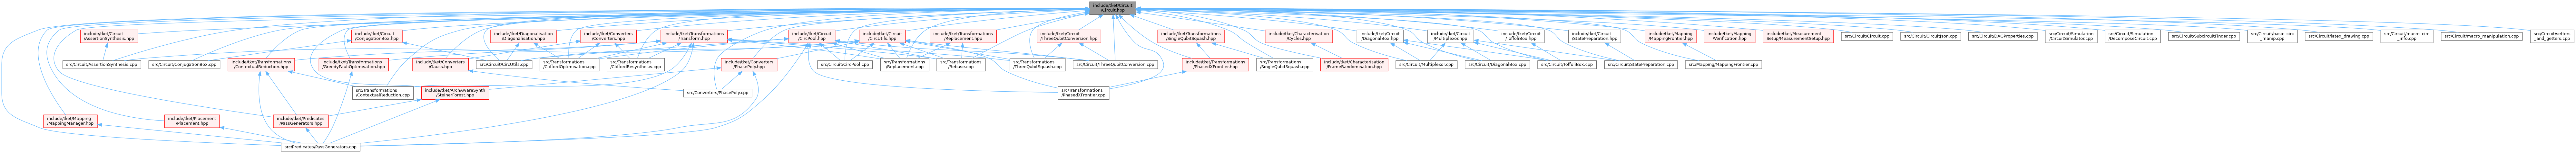 include/tket/Circuit
/Circuit.hpp
include/tket/Circuit
/AssertionSynthesis.hpp
include/tket/Circuit
/ConjugationBox.hpp
include/tket/Diagonalisation
/Diagonalisation.hpp
include/tket/Converters
/Converters.hpp
include/tket/Transformations
/Transform.hpp
include/tket/Circuit
/CircPool.hpp
include/tket/Circuit
/CircUtils.hpp
include/tket/Transformations
/Replacement.hpp
include/tket/Circuit
/ThreeQubitConversion.hpp
include/tket/Transformations
/SingleQubitSquash.hpp
include/tket/Characterisation
/Cycles.hpp
include/tket/Circuit
/DiagonalBox.hpp
include/tket/Circuit
/Multiplexor.hpp
include/tket/Circuit
/ToffoliBox.hpp
include/tket/Circuit
/StatePreparation.hpp
include/tket/Mapping
/MappingFrontier.hpp
include/tket/Mapping
/Verification.hpp
include/tket/Measurement
Setup/MeasurementSetup.hpp
src/Circuit/Circuit.cpp
src/Circuit/CircuitJson.cpp
src/Circuit/DAGProperties.cpp
src/Circuit/Simulation
/CircuitSimulator.cpp
src/Circuit/Simulation
/DecomposeCircuit.cpp
src/Circuit/SubcircuitFinder.cpp
src/Circuit/basic_circ
_manip.cpp
src/Circuit/latex_drawing.cpp
src/Circuit/macro_circ
_info.cpp
src/Circuit/macro_manipulation.cpp
src/Circuit/setters
_and_getters.cpp
src/Circuit/AssertionSynthesis.cpp
src/Circuit/ConjugationBox.cpp
include/tket/Transformations
/ContextualReduction.hpp
include/tket/Transformations
/GreedyPauliOptimisation.hpp
include/tket/Converters
/Gauss.hpp
src/Circuit/CircUtils.cpp
src/Transformations
/CliffordOptimisation.cpp
src/Transformations
/CliffordResynthesis.cpp
include/tket/Converters
/PhasePoly.hpp
src/Circuit/CircPool.cpp
src/Transformations
/Replacement.cpp
src/Transformations
/Rebase.cpp
src/Transformations
/ThreeQubitSquash.cpp
src/Circuit/ThreeQubitConversion.cpp
include/tket/Transformations
/PhasedXFrontier.hpp
src/Transformations
/SingleQubitSquash.cpp
include/tket/Characterisation
/FrameRandomisation.hpp
src/Circuit/Multiplexor.cpp
src/Circuit/DiagonalBox.cpp
src/Circuit/ToffoliBox.cpp
src/Circuit/StatePreparation.cpp
src/Mapping/MappingFrontier.cpp
src/Transformations
/ContextualReduction.cpp
include/tket/ArchAwareSynth
/SteinerForest.hpp
src/Converters/PhasePoly.cpp
src/Transformations
/PhasedXFrontier.cpp
include/tket/Mapping
/MappingManager.hpp
include/tket/Placement
/Placement.hpp
include/tket/Predicates
/PassGenerators.hpp
src/Predicates/PassGenerators.cpp